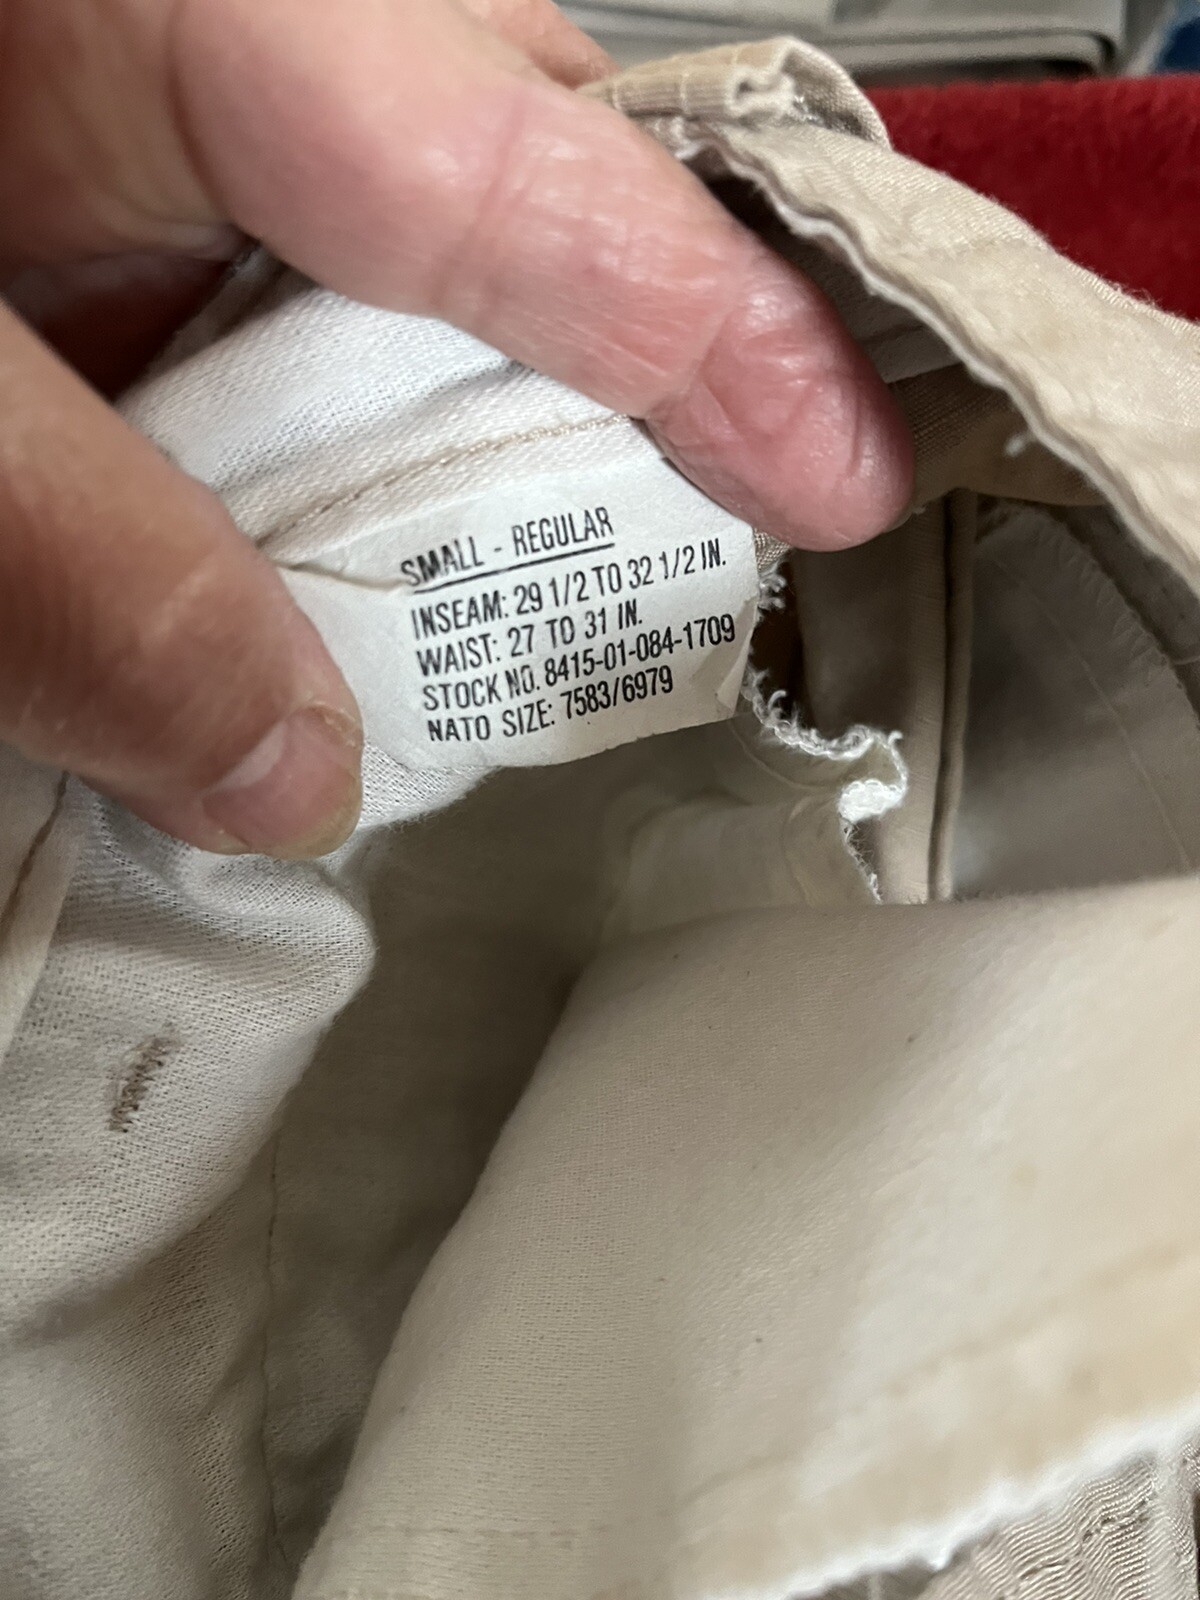 SMALL - REGULAR
INSEAM: 29 1/2 TO 32 1/2 IN.
WAIST: 27 TO 31 IN.
STOCK NO. 8415-01-084-1709
NATO SIZE: 7583/6979